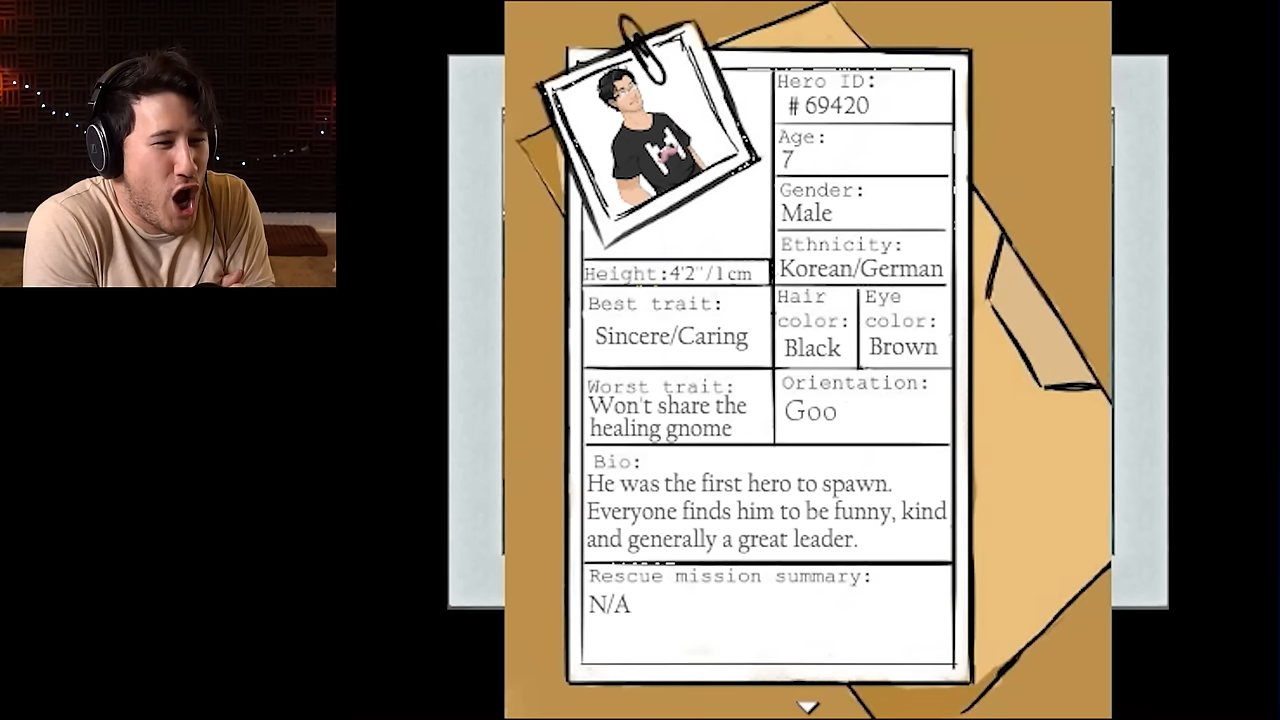 Hero ID:
# 69420
Age:
7
Gender:
Male
Ethnicity:
Korean/German
Height:4'2"/1 cm
Hair color:
Black
Eye color:
Brown
Best trait:
Sincere/Caring
Worst trait:
Won't share the
healing gnome
Orientation:
Goo
Bio:
He was the first hero to spawn.
Everyone finds him to be funny, kind
and generally a great leader.
Rescue mission summary:
N/A